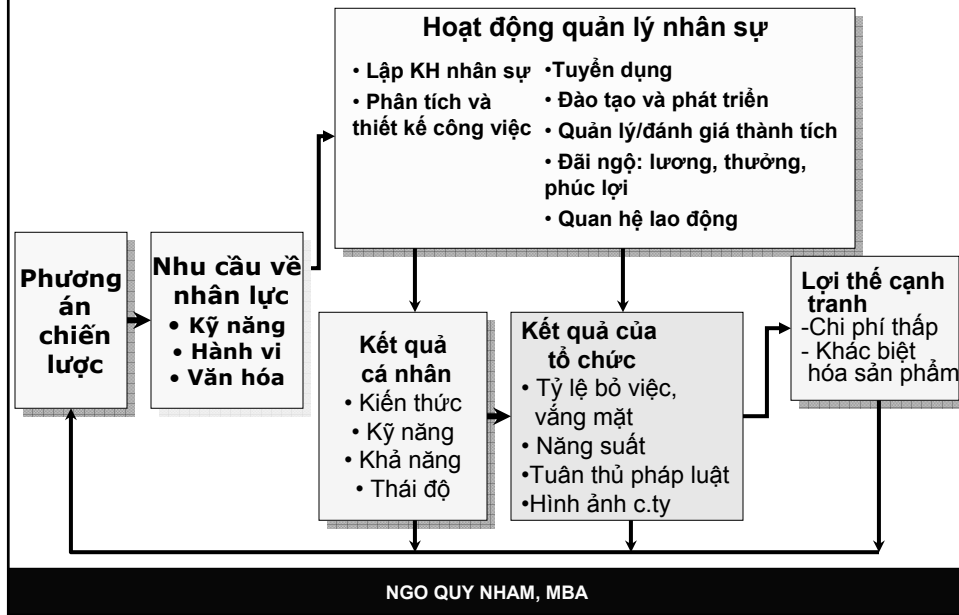 Hoạt động quản lý nhân sự
• Lập KH nhân sự
• Phân tích và
thiết kế công việc
•Tuyển dụng
• Đào tạo và phát triển
• Quản lý/đánh giá thành tích
• Đãi ngộ: lương, thưởng,
phúc lợi
• Quan hệ lao động
Phương
án
chiến
lược
Nhu cầu về
nhân lực
• Kỹ năng
• Hành vi
• Văn hóa
Kết quả
cá nhân
• Kiến thức
• Kỹ năng
• Khả năng
• Thái độ
Kết quả của
tổ chức
• Tỷ lệ bỏ việc,
vắng mặt
• Năng suất
•Tuân thủ pháp luật
•Hình ảnh c.ty
Lợi thế cạnh
tranh
-Chi phí thấp
- Khác biệt
hóa sản phẩm
NGO QUY NHAM, MBA